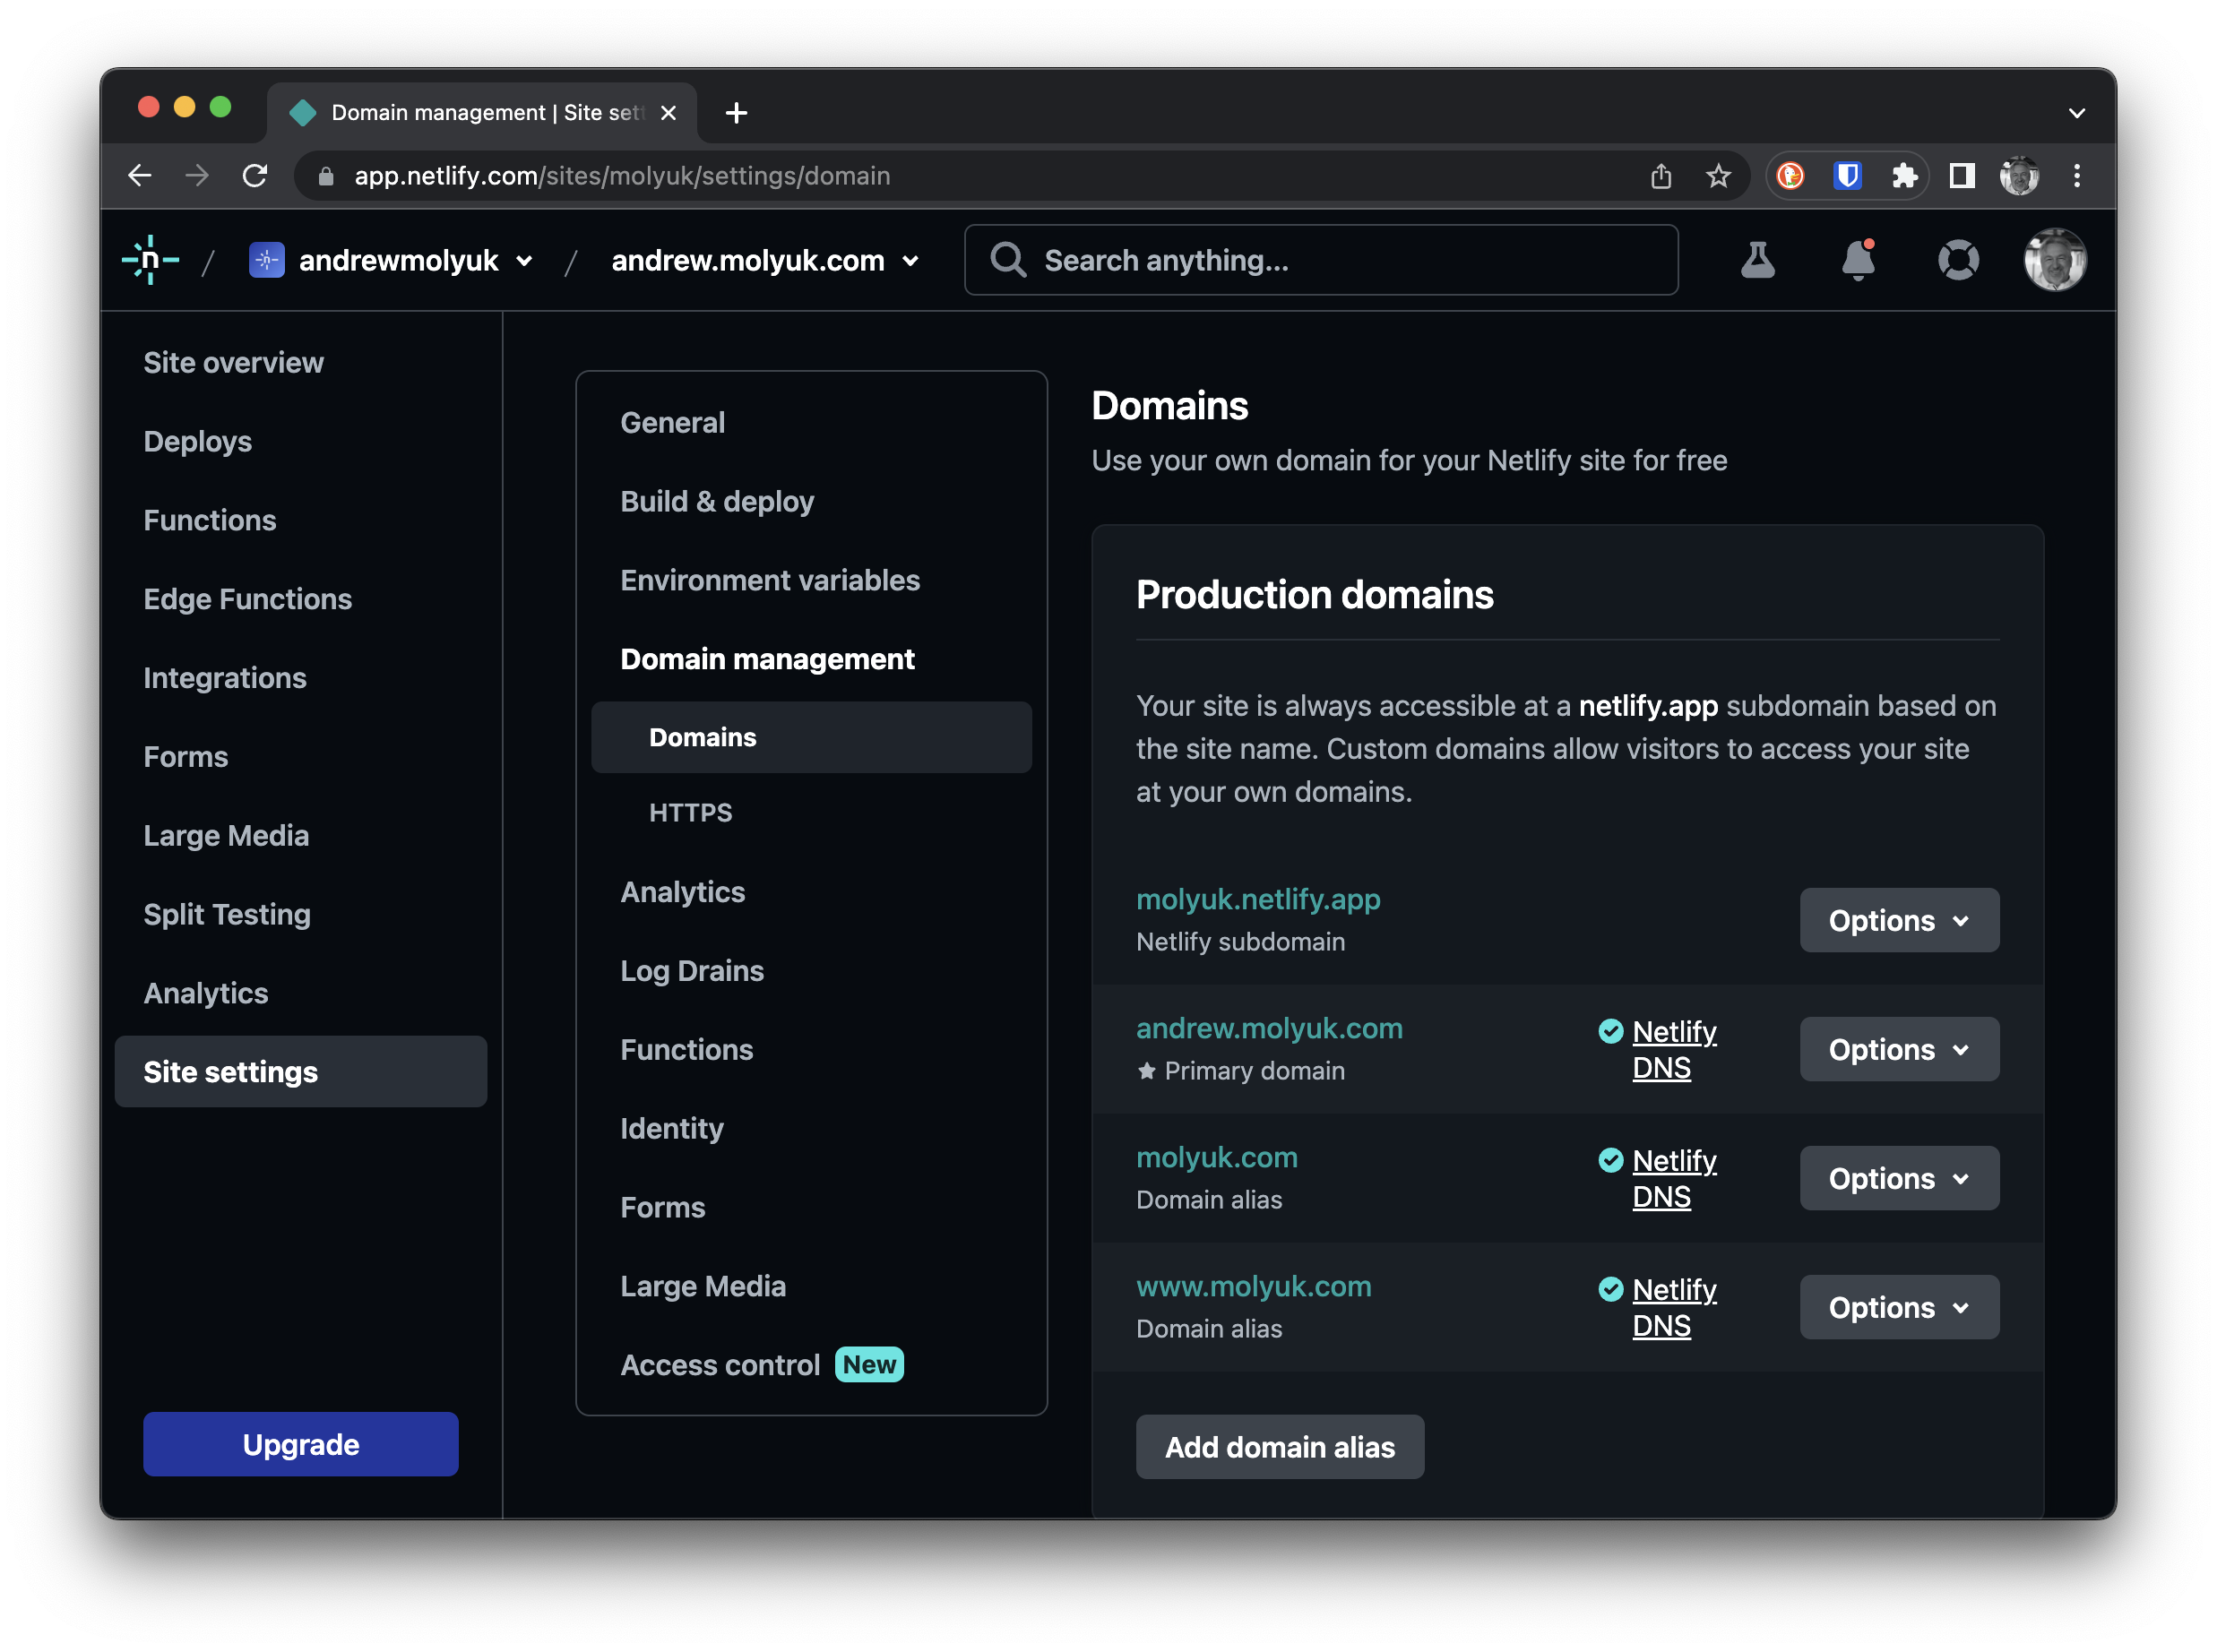 Domain management | Site sett
app.netlify.com/sites/molyuk/settings/domain
n / andrewmolyuk / andrew.molyuk.com
Search anything...
Site overview
Deploys
Functions
Edge Functions
Integrations
Forms
Large Media
Split Testing
Analytics
Site settings
Upgrade
General
Build & deploy
Environment variables
Domain management
Domains
HTTPS
Analytics
Log Drains
Functions
Identity
Forms
Large Media
Access control New
Domains
Use your own domain for your Netlify site for free
Production domains
Your site is always accessible at a netlify.app subdomain based on
the site name. Custom domains allow visitors to access your site
at your own domains.
molyuk.netlify.app
Netlify subdomain
Options
andrew.molyuk.com
Primary domain
Netlify
DNS
Options
molyuk.com
Domain alias
Netlify
DNS
Options
www.molyuk.com
Domain alias
Netlify
DNS
Options
Add domain alias